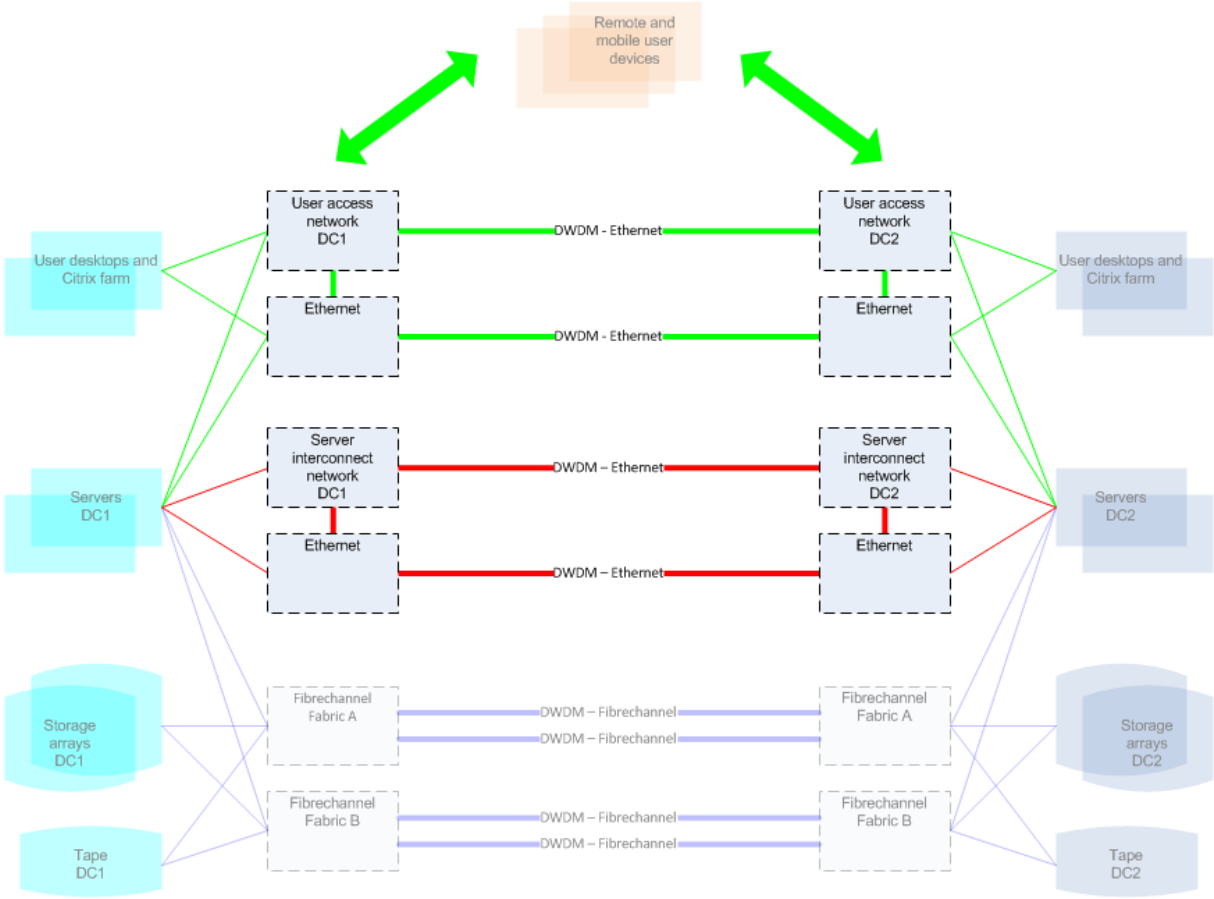 Remote and
mobile user
devices
User access
network
DC1
DWDM - Ethernet
User access
network
DC2
User desktops and
Citrix farm
User desktops and
Citrix farm
Ethernet
DWDM - Ethernet
Ethernet
Server
interconnect
network
DC1
DWDM – Ethernet
Server
interconnect
network
DC2
Servers
DC1
Servers
DC2
Ethernet
DWDM – Ethernet
Ethernet
Fibrechannel
Fabric A
DWDM – Fibrechannel
DWDM – Fibrechannel
Fibrechannel
Fabric A
Storage
arrays
DC1
Storage
arrays
DC2
Fibrechannel
Fabric B
DWDM – Fibrechannel
DWDM – Fibrechannel
Fibrechannel
Fabric B
Tape
DC1
Tape
DC2